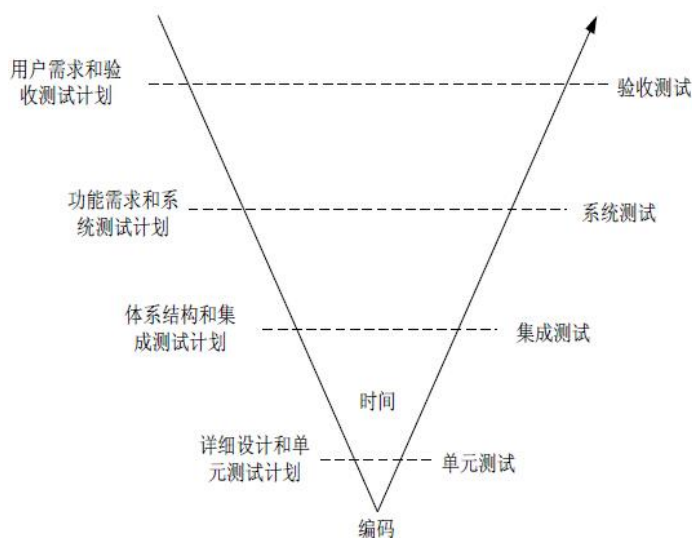 用户需求和验
收测试计划
验收测试
功能需求和系
统测试计划
系统测试
体系结构和集
成测试计划
集成测试
时间
详细设计和单
元测试计划
单元测试
编码